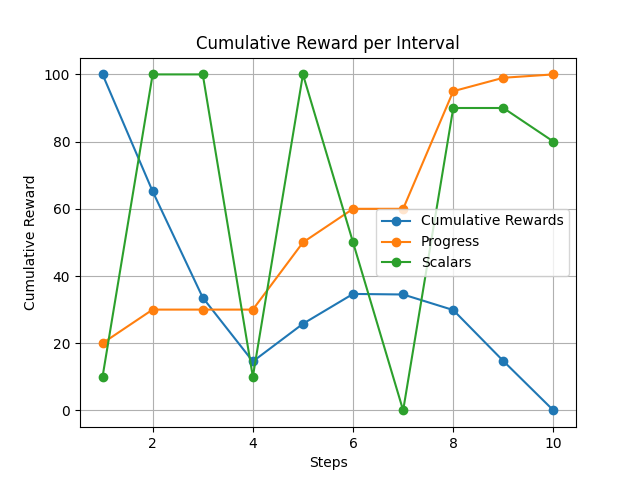 Cumulative Reward per Interval
100
80
60
40
20
0
Cumulative Reward
Cumulative Rewards
Progress
Scalars
2
4
6
8
10
Steps